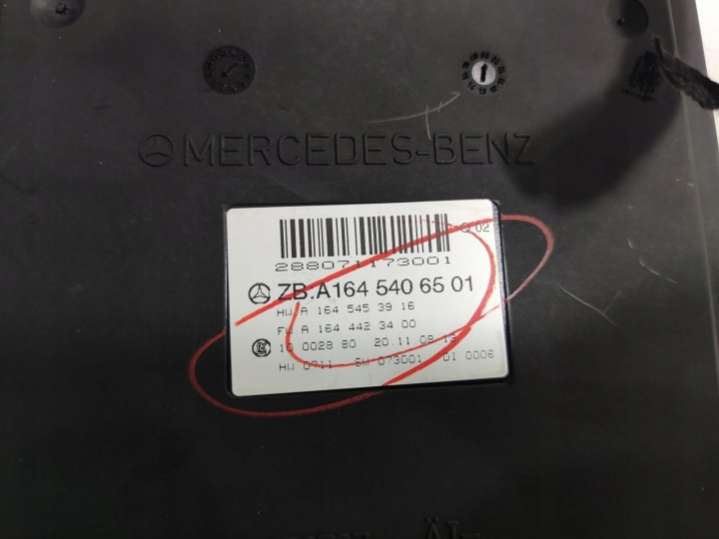 MERCEDES-BENZ
02
288071173001
ZB.A164 540 65 01
HW A 164 545 39 16
FW A 164 442 34 00
10 0028 80 20 11 08 13
HW 0711 SW 073001 01 0006